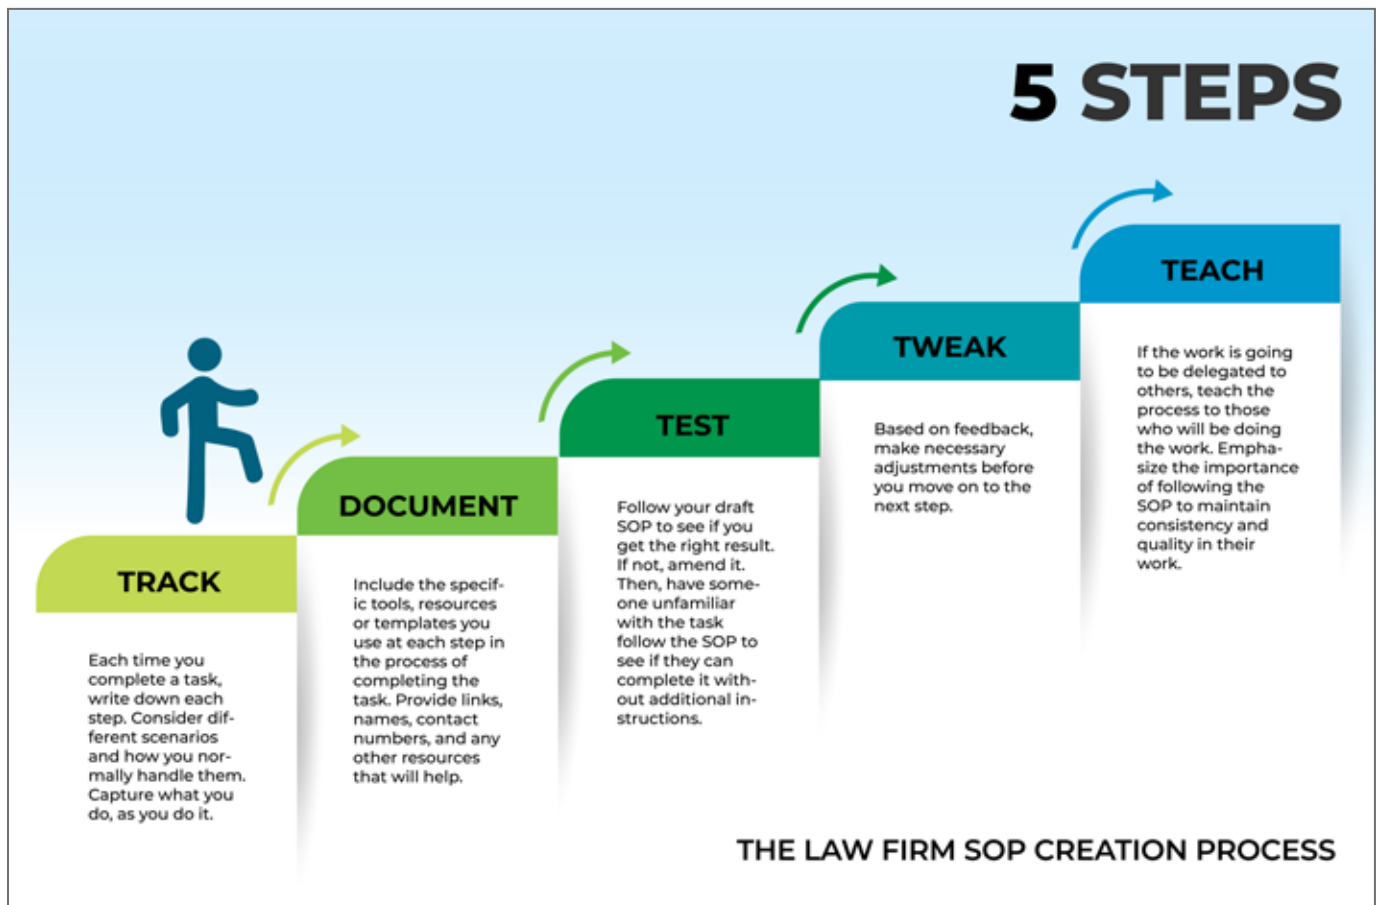 5 STEPS
TRACK
Each time you
complete a task,
write down each
step. Consider dif-
ferent scenarios
and how you nor-
mally handle them.
Capture what you
do, as you do it.
DOCUMENT
Include the specif-
ic tools, resources
or templates you
use at each step in
the process of
completing the
task. Provide links,
names, contact
numbers, and any
other resources
that will help.
TEST
Follow your draft
SOP to see if you
get the right result.
If not, amend it.
Then, have some-
one unfamiliar
with the task
follow the SOP to
see if they can
complete it with-
out additional in-
structions.
TWEAK
Based on feedback,
make necessary
adjustments before
you move on to the
next step.
TEACH
If the work is going
to be delegated to
others, teach the
process to those
who will be doing
the work. Empha-
size the importance
of following the
SOP to maintain
consistency and
quality in their
work.
THE LAW FIRM SOP CREATION PROCESS